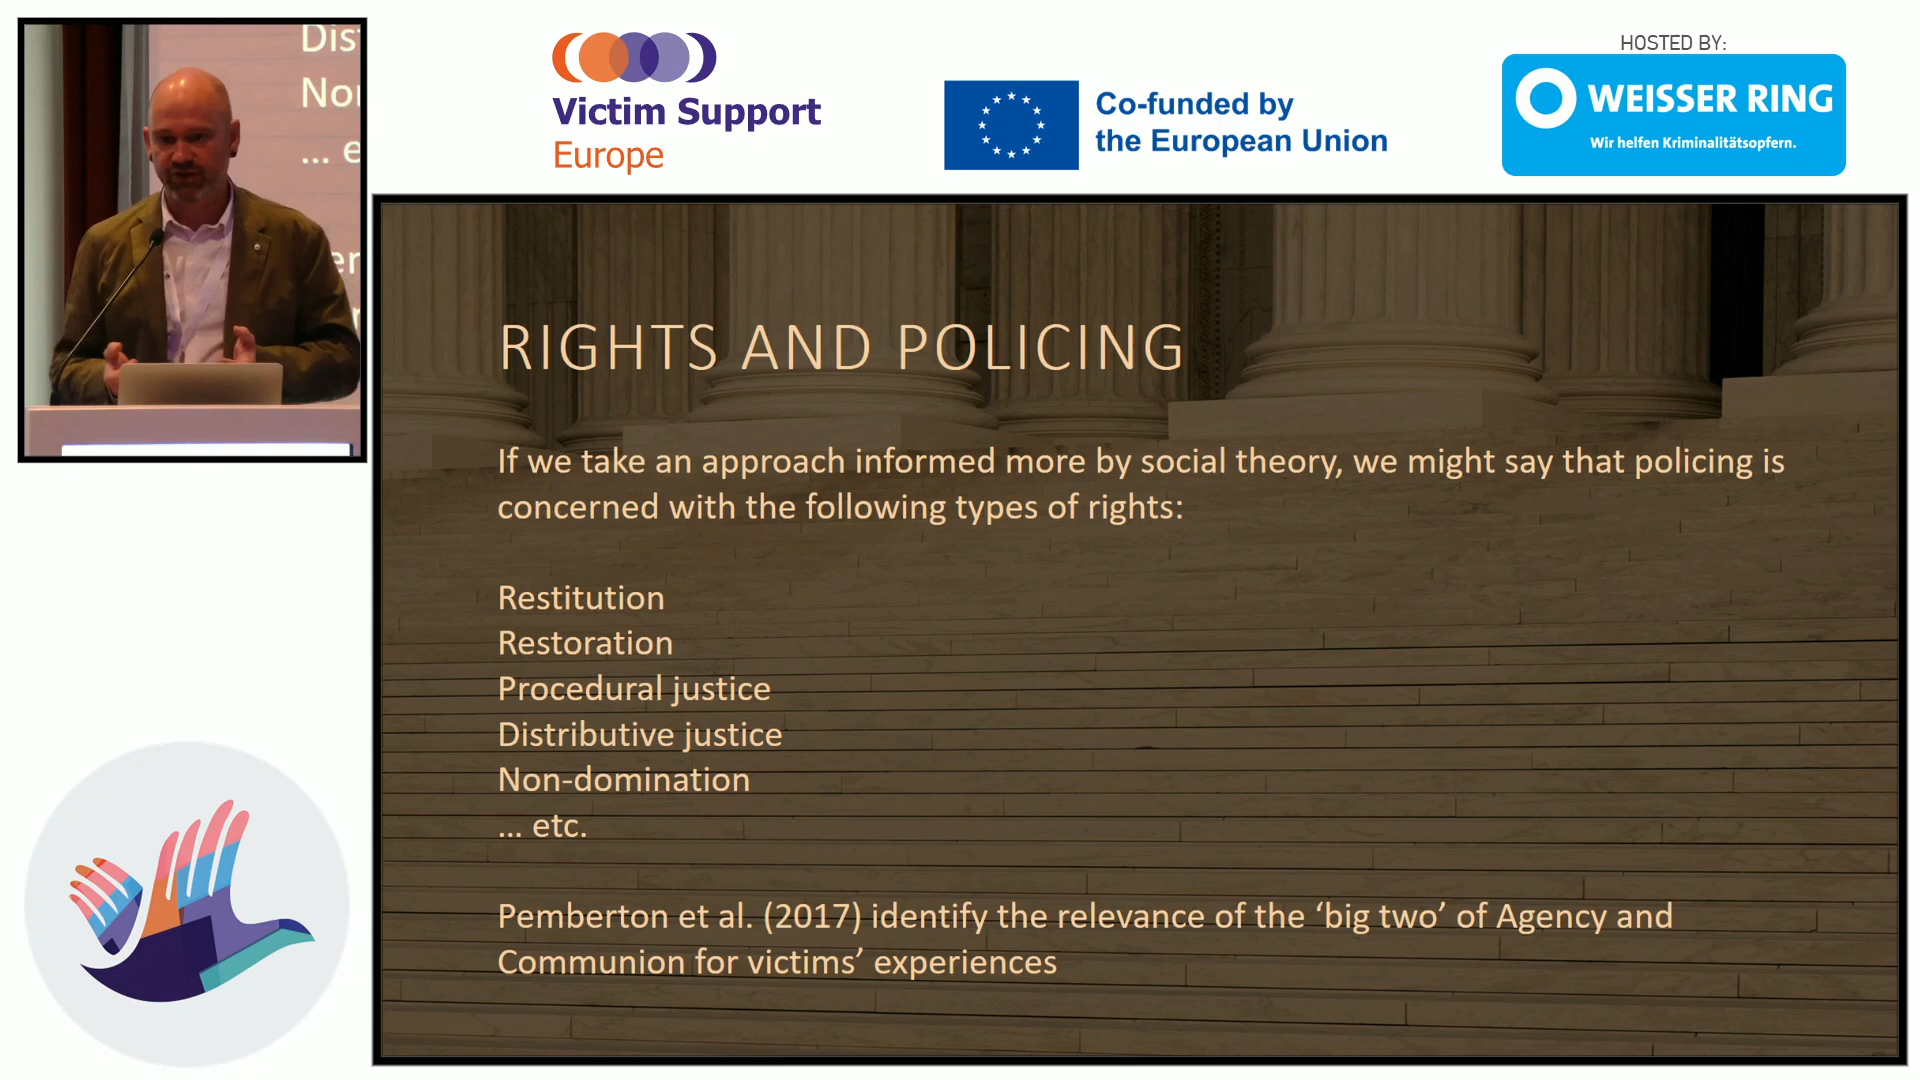 Dis
No
... e
er
Victim Support
Europe
Co-funded by
the European Union
HOSTED BY:
WEISSER RING
Wir helfen Kriminalitätsopfern.
RIGHTS AND POLICING
If we take an approach informed more by social theory, we might say that policing is
concerned with the following types of rights:
Restitution
Restoration
Procedural justice
Distributive justice
Non-domination
... etc.
Pemberton et al. (2017) identify the relevance of the ‘big two’ of Agency and
Communion for victims’ experiences